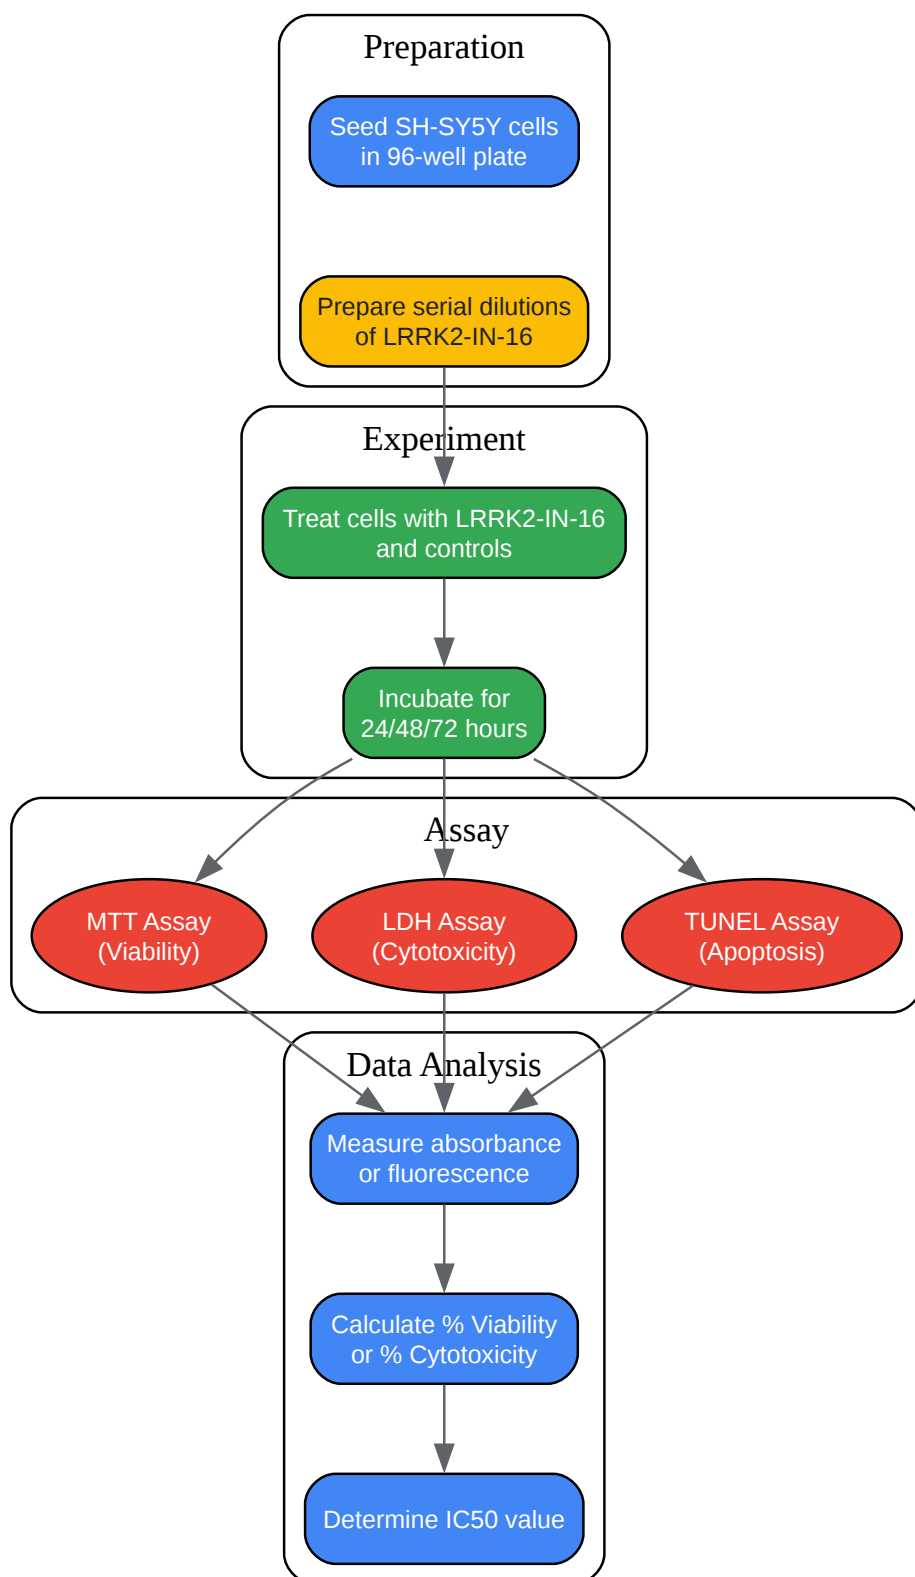 Preparation
Seed SH-SY5Y cells
in 96-well plate
Prepare serial dilutions
of LRRK2-IN-16
Experiment
Treat cells with LRRK2-IN-16
and controls
Incubate for
24/48/72 hours
Assay
MTT Assay
(Viability)
LDH Assay
(Cytotoxicity)
TUNEL Assay
(Apoptosis)
Data Analysis
Measure absorbance
or fluorescence
Calculate % Viability
or % Cytotoxicity
Determine IC50 value